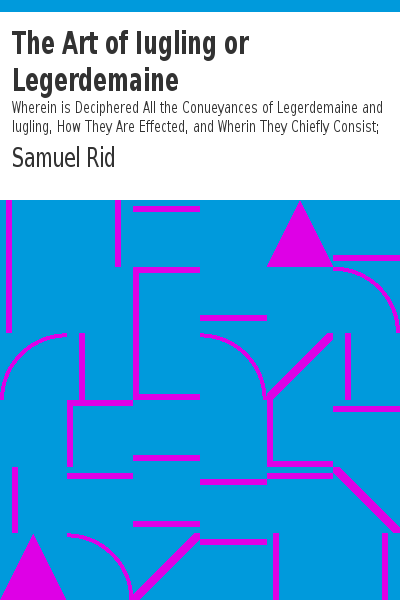 The Art of Iugling or
Legerdemaine
Wherein is Deciphered All the Conueyances of Legerdemaine and
Iugling, How They Are Effected, and Wherin They Chiefly Consist;
Samuel Rid